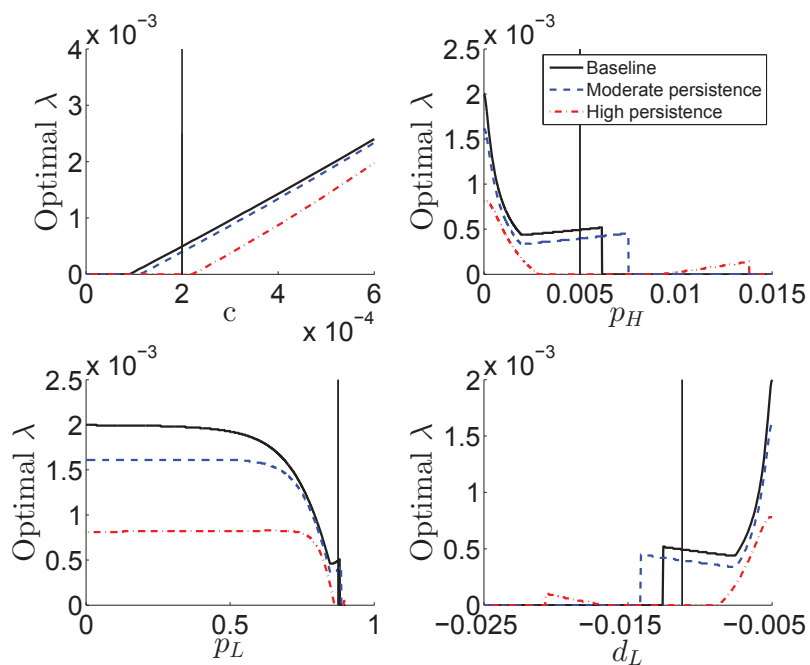 × 10⁻³
4
3
2
1
0
Optimal λ
0 2 4 6
c
× 10⁻⁴
× 10⁻³
2.5
2
1.5
1
0.5
0
Optimal λ
Baseline
Moderate persistence
High persistence
0 0.005 0.01 0.015
p_H
× 10⁻³
2.5
2
1.5
1
0.5
0
Optimal λ
0 0.5 1
p_L
× 10⁻³
2
1.5
1
0.5
0
Optimal λ
−0.025 −0.015 −0.005
d_L